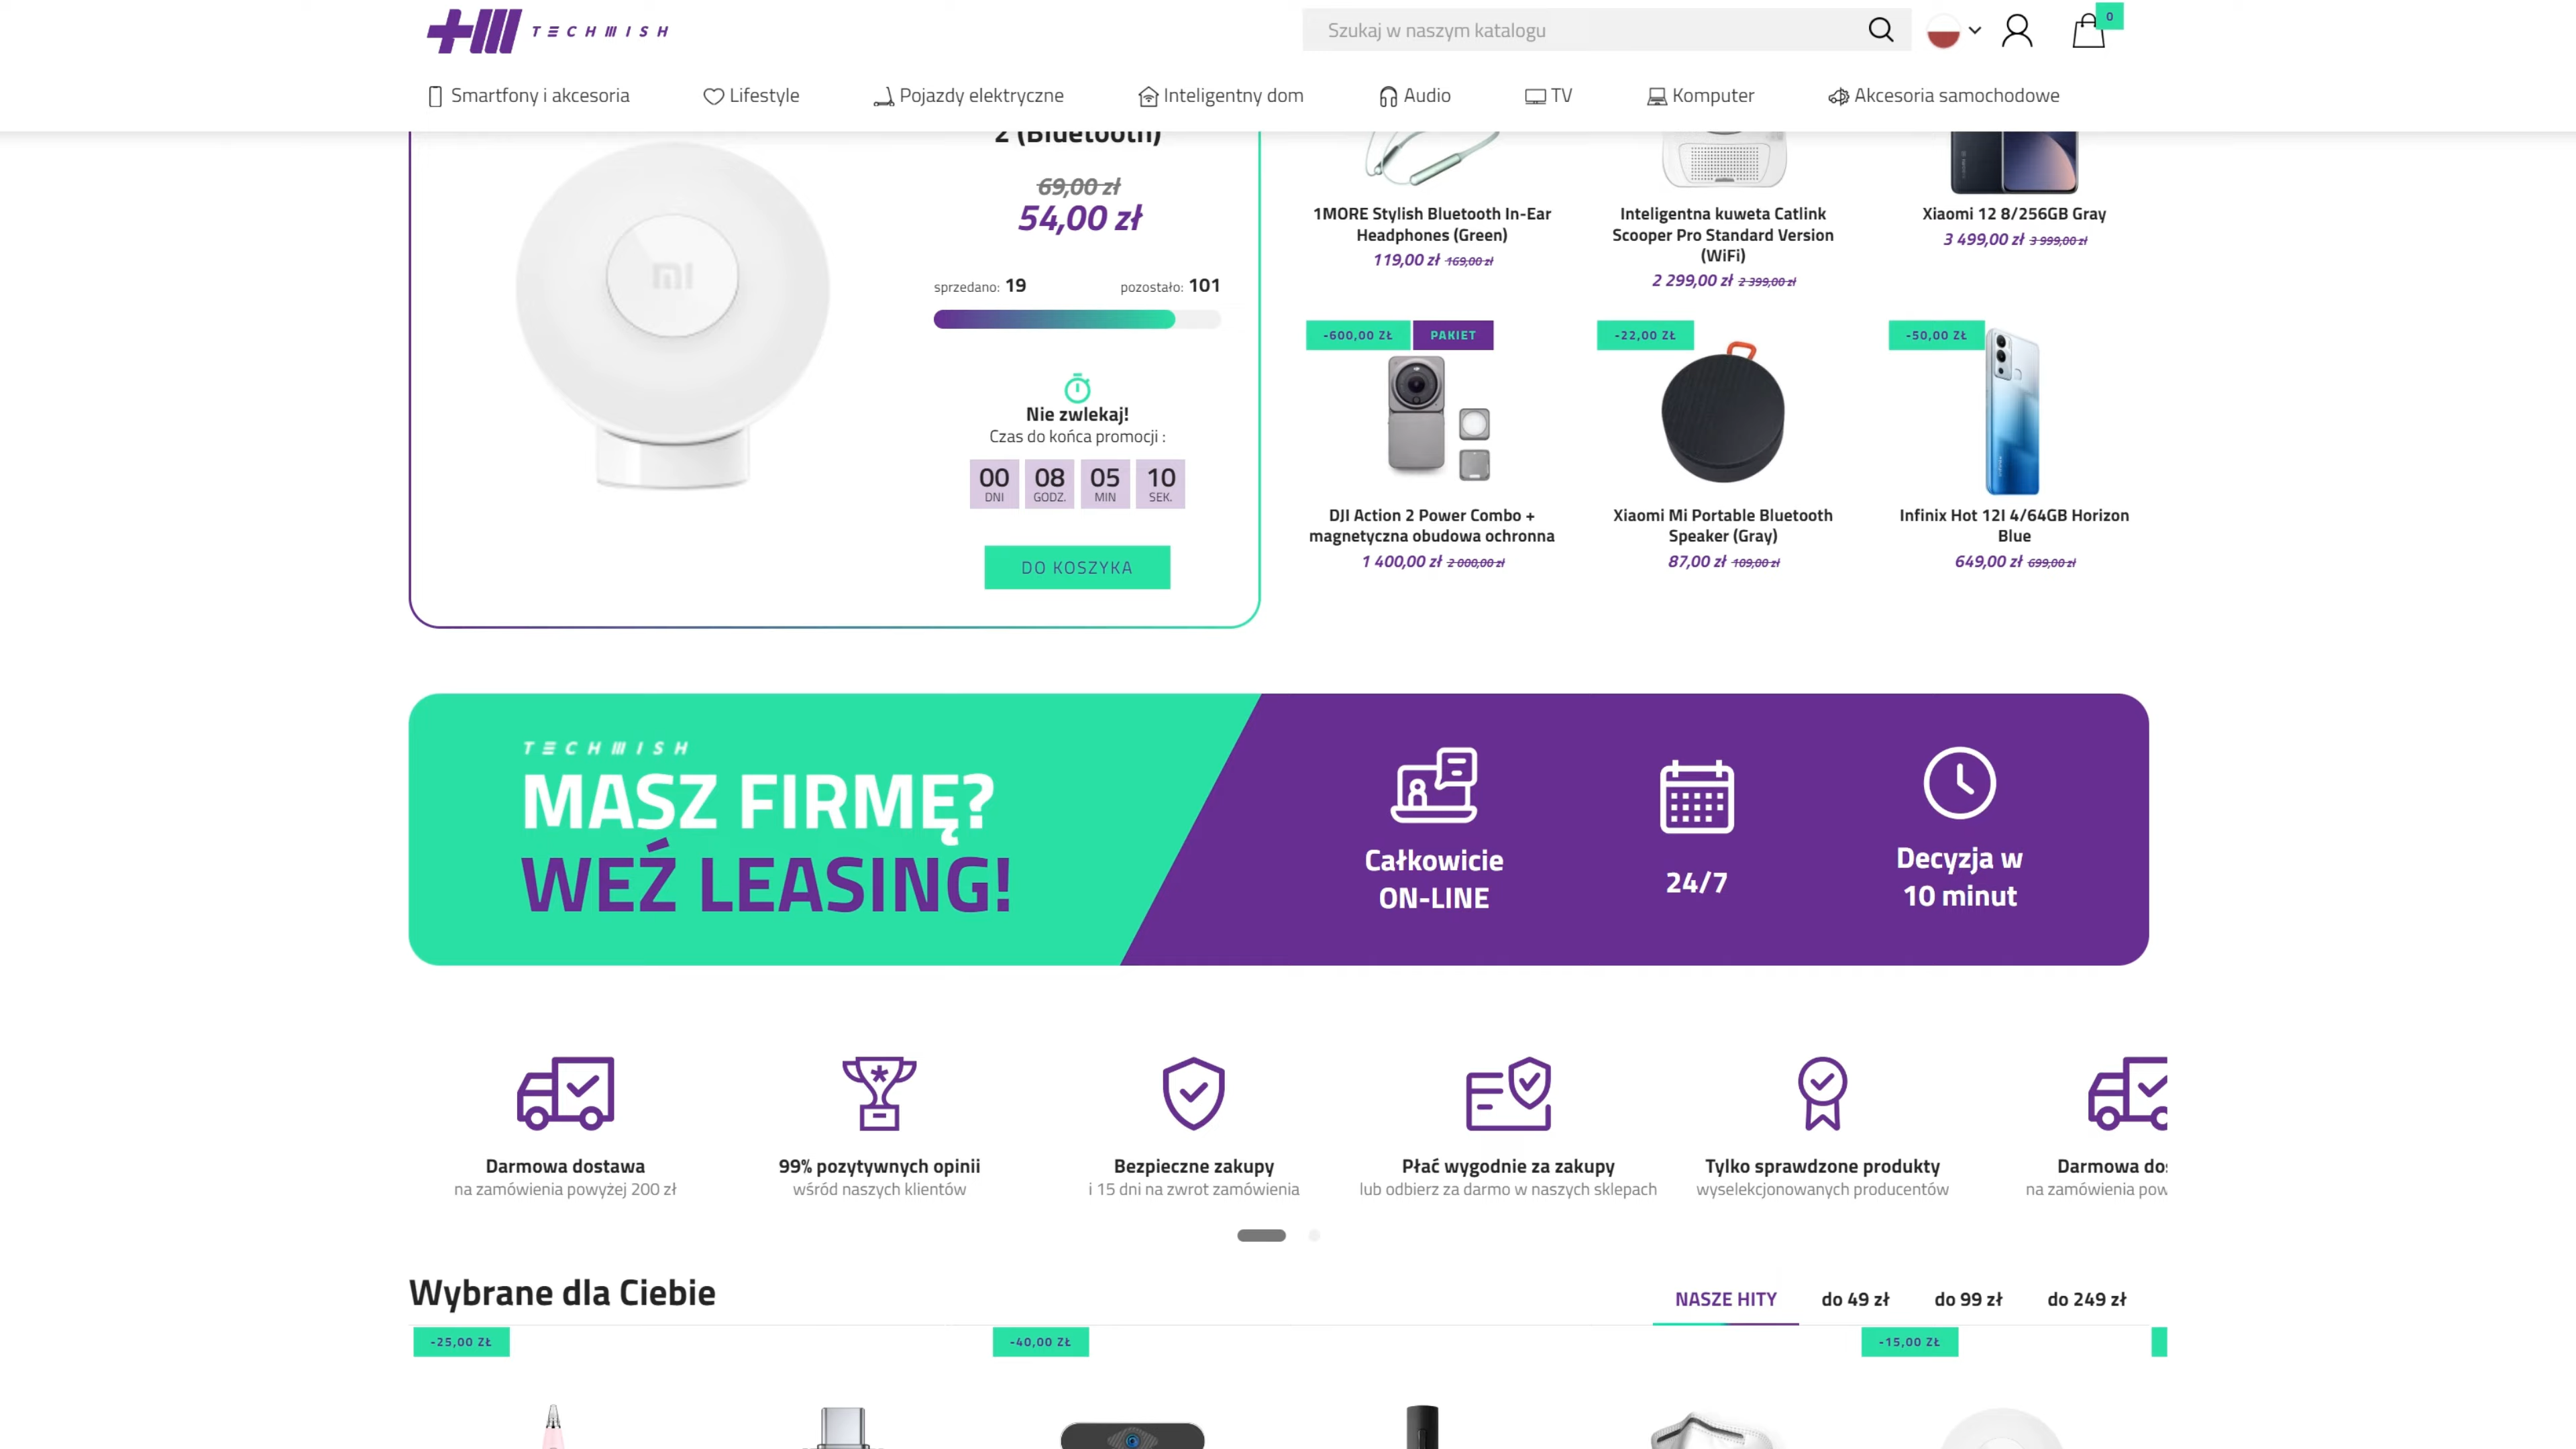 TECHWISH
Szukaj w naszym katalogu
0
Smartfony i akcesoria
Lifestyle
Pojazdy elektryczne
Inteligentny dom
Audio
TV
Komputer
Akcesoria samochodowe
2 (Bluetooth)
69,00 zł
54,00 zł
sprzedano: 19
pozostało: 101
Nie zwlekaj!
Czas do końca promocji :
00 08 05 10
DNI GODZ. MIN SEK.
DO KOSZYKA
mi
1MORE Stylish Bluetooth In-Ear
Headphones (Green)
119,00 zł 169,00 zł
Inteligentna kuweta Catlink
Scooper Pro Standard Version
(WiFi)
2 299,00 zł 2 399,00 zł
Xiaomi 12 8/256GB Gray
3 499,00 zł 3 999,00 zł
-600,00 ZŁ
PAKIET
DJI Action 2 Power Combo +
magnetyczna obudowa ochronna
1 400,00 zł 2 000,00 zł
-22,00 ZŁ
Xiaomi Mi Portable Bluetooth
Speaker (Gray)
87,00 zł 109,00 zł
-50,00 ZŁ
Infinix Hot 12I 4/64GB Horizon
Blue
649,00 zł 699,00 zł
TECHWISH
MASZ FIRMĘ?
WEŹ LEASING!
Całkowicie
ON-LINE
24/7
Decyzja w
10 minut
Darmowa dostawa
na zamówienia powyżej 200 zł
99% pozytywnych opinii
wśród naszych klientów
Bezpieczne zakupy
i 15 dni na zwrot zamówienia
Płać wygodnie za zakupy
lub odbierz za darmo w naszych sklepach
Tylko sprawdzone produkty
wyselekcjonowanych producentów
Darmowa dos
na zamówienia pow
Wybrane dla Ciebie
NASZE HITY
do 49 zł
do 99 zł
do 249 zł
-25,00 ZŁ
-40,00 ZŁ
-15,00 ZŁ